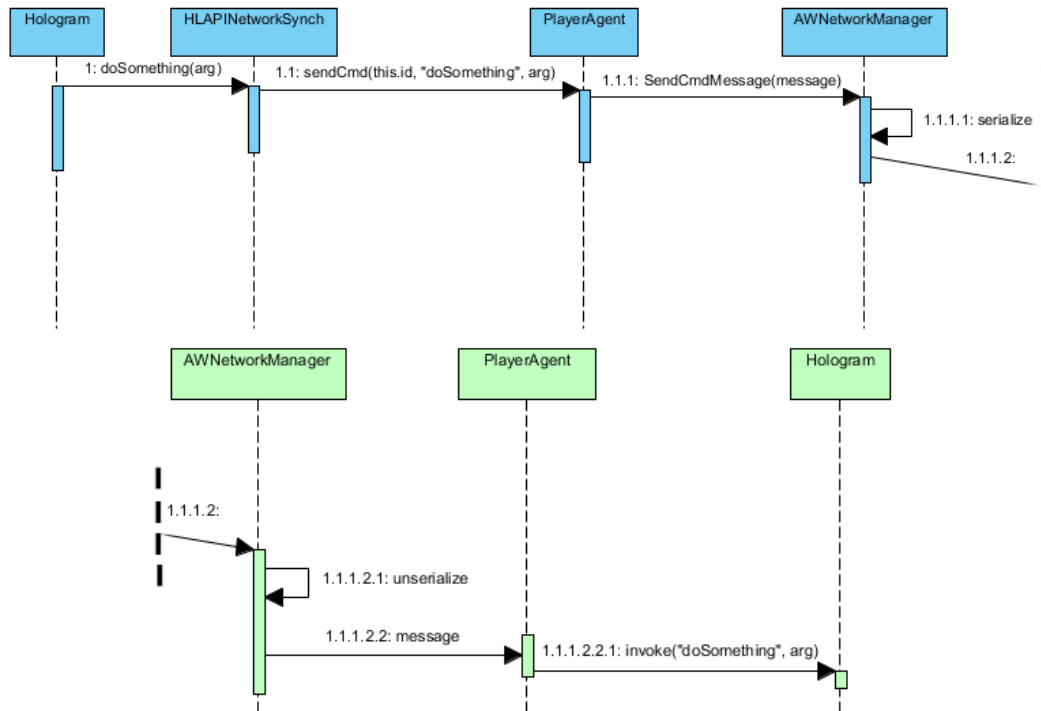 Hologram
HLAPINetworkSynch
PlayerAgent
AWNetworkManager
1: doSomething(arg)
1.1: sendCmd(this.id, "doSomething", arg)
1.1.1: SendCmdMessage(message)
1.1.1.1: serialize
1.1.1.2:
AWNetworkManager
PlayerAgent
Hologram
1.1.1.2:
1.1.1.2.1: unserialize
1.1.1.2.2: message
1.1.1.2.2.1: invoke("doSomething", arg)